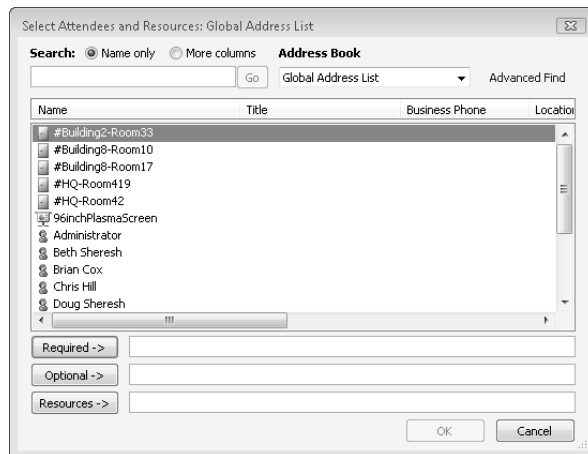 Select Attendees and Resources: Global Address List
Search: Name only More columns Address Book
Go Global Address List Advanced Find
Name Title Business Phone Location
#Building2-Room33
#Building8-Room10
#Building8-Room17
#HQ-Room419
#HQ-Room42
96inchPlasmaScreen
Administrator
Beth Sheresh
Brian Cox
Chris Hill
Doug Sheresh
Required ->
Optional ->
Resources ->
OK Cancel